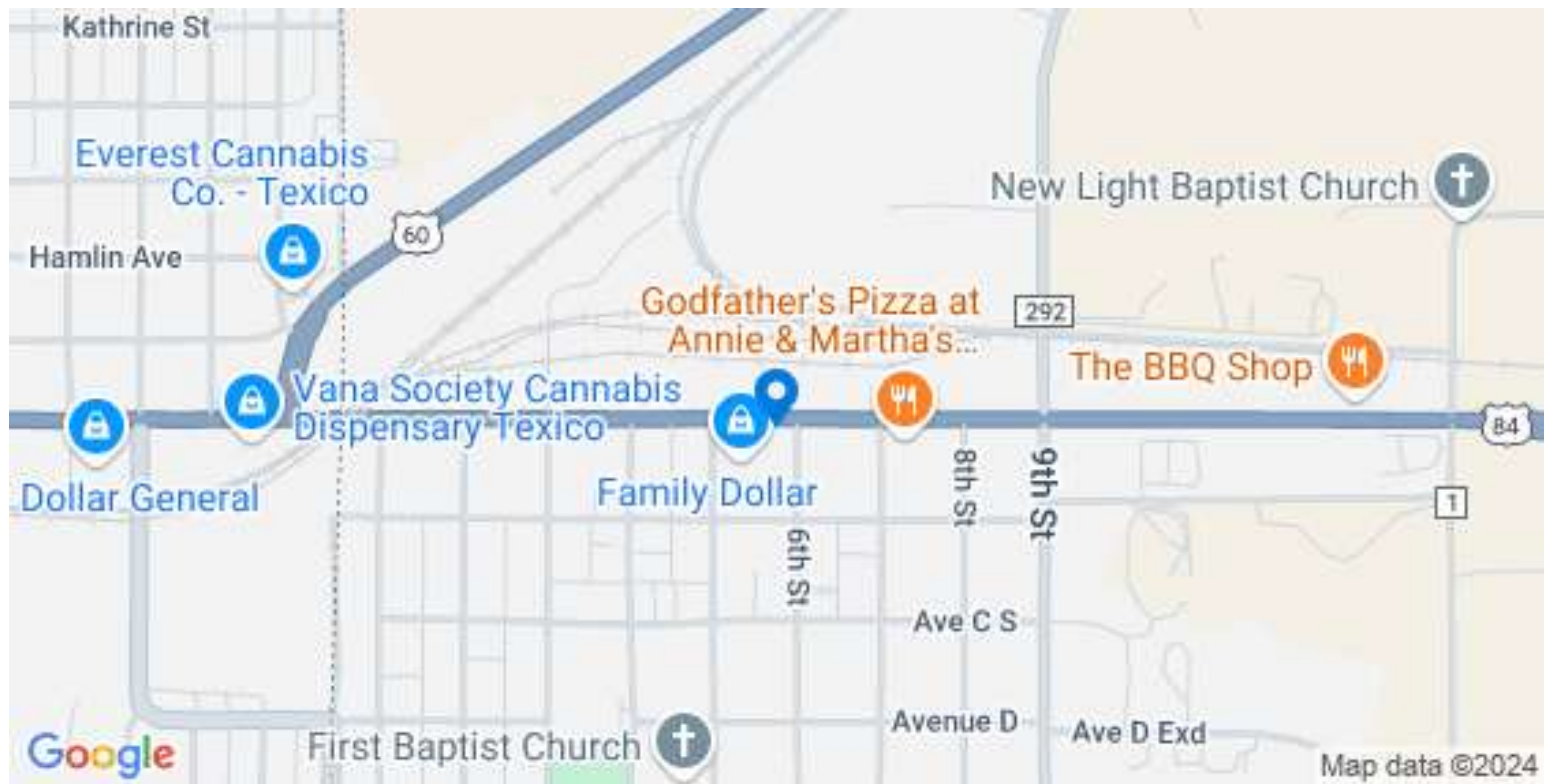 Kathrine St
Everest Cannabis
Co. - Texico
Hamlin Ave
60
New Light Baptist Church
Godfather's Pizza at
Annie & Martha's...
292
The BBQ Shop
Vana Society Cannabis
Dispensary Texico
84
Dollar General
Family Dollar
8th St
9th St
1
6th St
Ave C S
Avenue D
Ave D Exd
First Baptist Church
Google
Map data ©2024